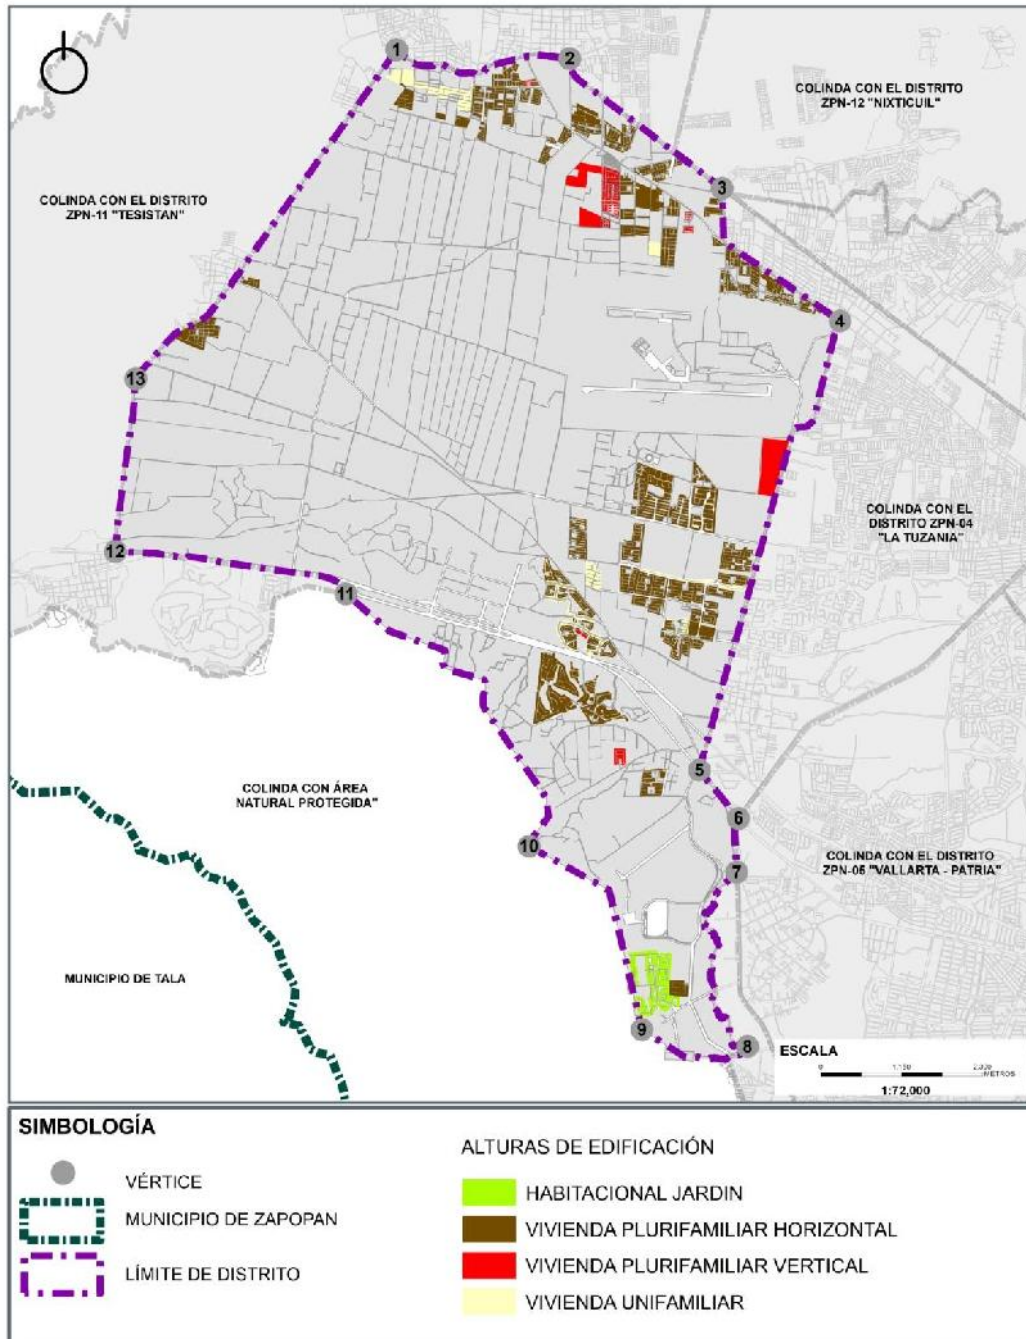 1
2
COLINDA CON EL DISTRITO
ZPN-12 "NIXTICUIL"
3
COLINDA CON EL DISTRITO
ZPN-11 "TESISTAN"
4
13
COLINDA CON EL
DISTRITO ZPN-04
"LA TUZANIA"
12
11
5
COLINDA CON ÁREA
NATURAL PROTEGIDA"
6
10
7
COLINDA CON EL DISTRITO
ZPN-06 "VALLARTA - PATRIA"
MUNICIPIO DE TALA
9
8
ESCALA
0
METROS
1:72,000
SIMBOLOGÍA
VÉRTICE
MUNICIPIO DE ZAPOPAN
LÍMITE DE DISTRITO
ALTURAS DE EDIFICACIÓN
HABITACIONAL JARDIN
VIVIENDA PLURIFAMILIAR HORIZONTAL
VIVIENDA PLURIFAMILIAR VERTICAL
VIVIENDA UNIFAMILIAR